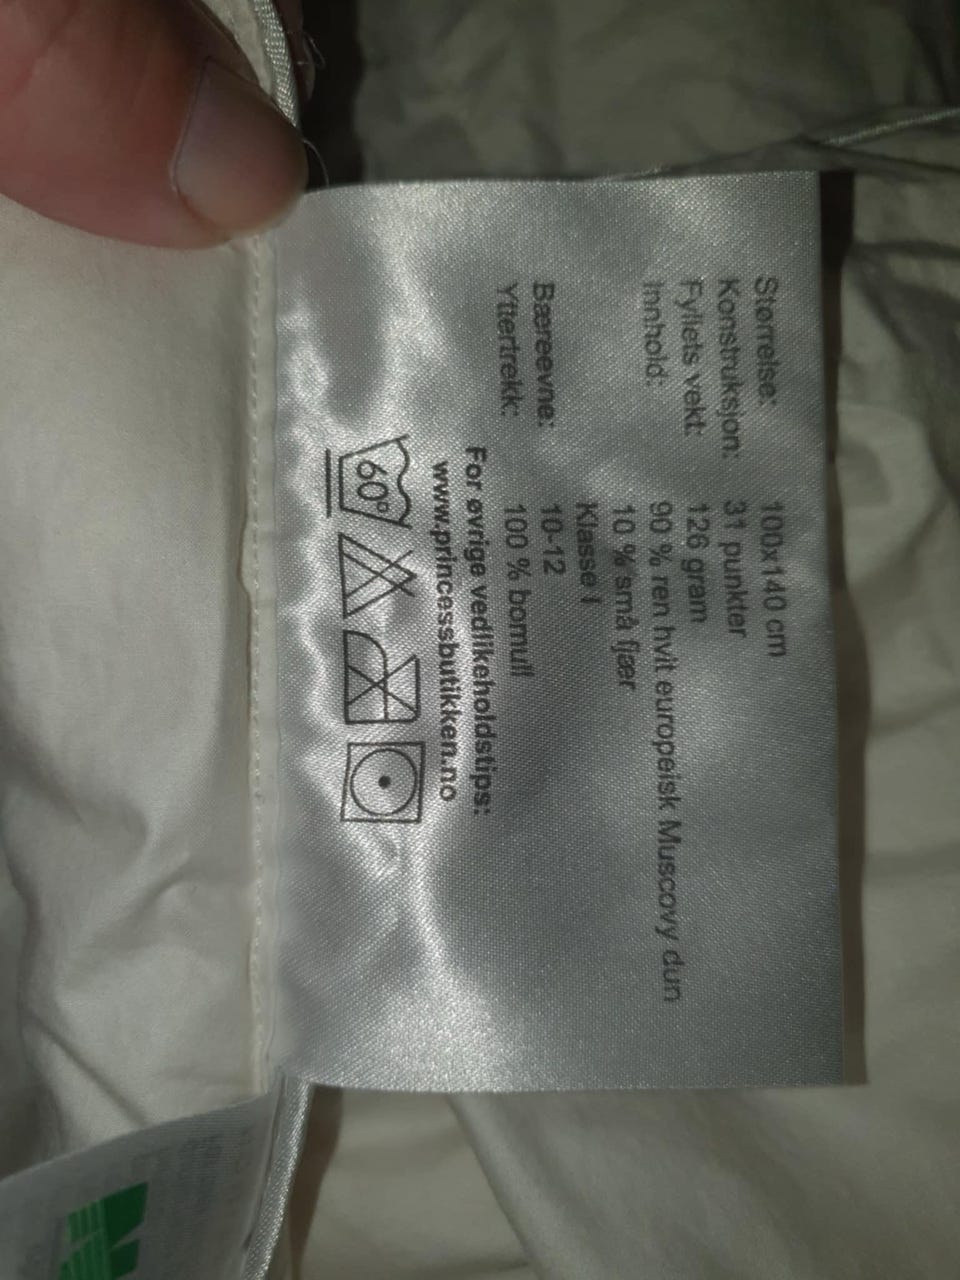 Størrelse: 100x140 cm
Konstruksjon: 31 punkter
Fyllets vekt: 126 gram
Innhold: 90 % ren hvit europeisk Muscovy dun
10 % små fjær
Klasse I
Bæreevne: 10-12
Yttertrekk: 100 % bomull
For øvrige vedlikeholdstips:
www.princessbutikken.no
60°